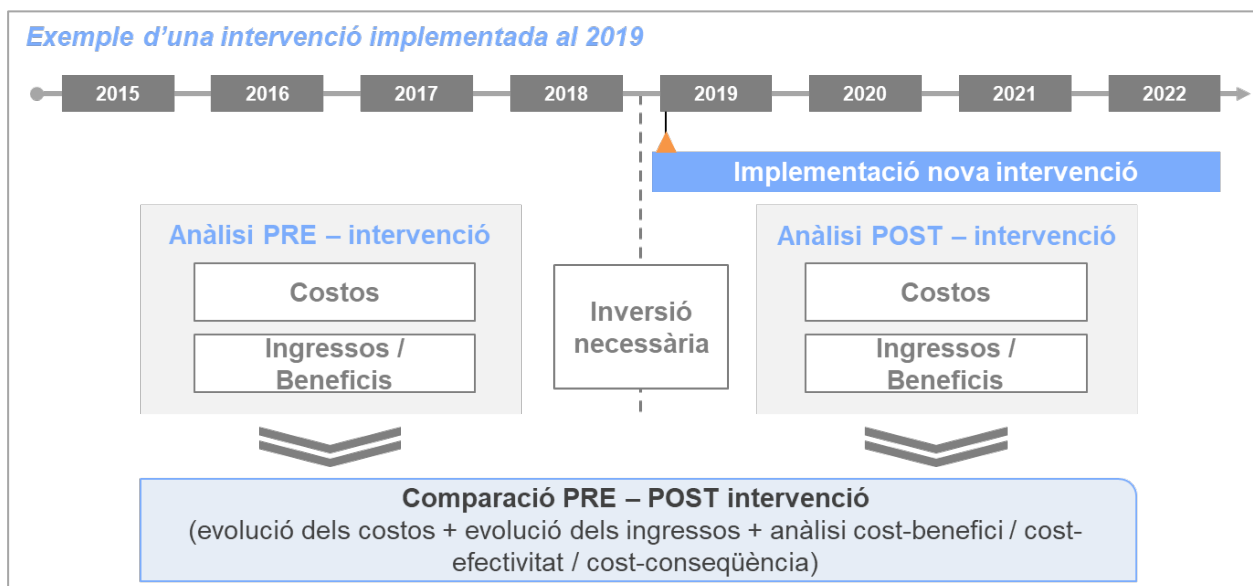 Exemple d'una intervenció implementada al 2019
2015 2016 2017 2018 2019 2020 2021 2022
Implementació nova intervenció
Anàlisi PRE – intervenció
Costos
Ingressos /
Beneficis
Inversió
necessària
Anàlisi POST – intervenció
Costos
Ingressos /
Beneficis
Comparació PRE – POST intervenció
(evolució dels costos + evolució dels ingressos + anàlisi cost-benefici / cost-
efectivitat / cost-conseqüència)